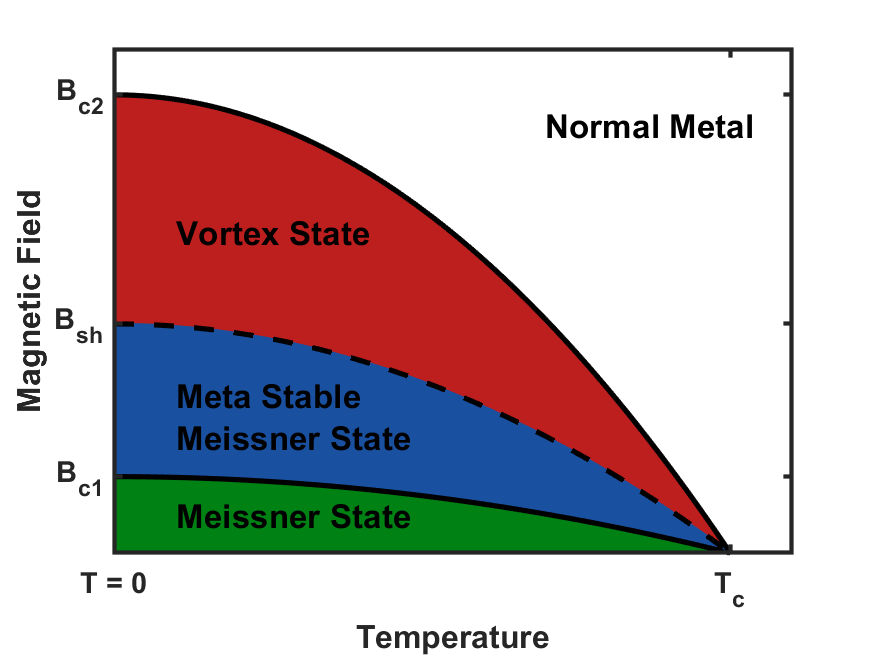 B_c2
Normal Metal
Vortex State
Magnetic Field
B_sh
Meta Stable
Meissner State
B_c1
Meissner State
T = 0
T_c
Temperature